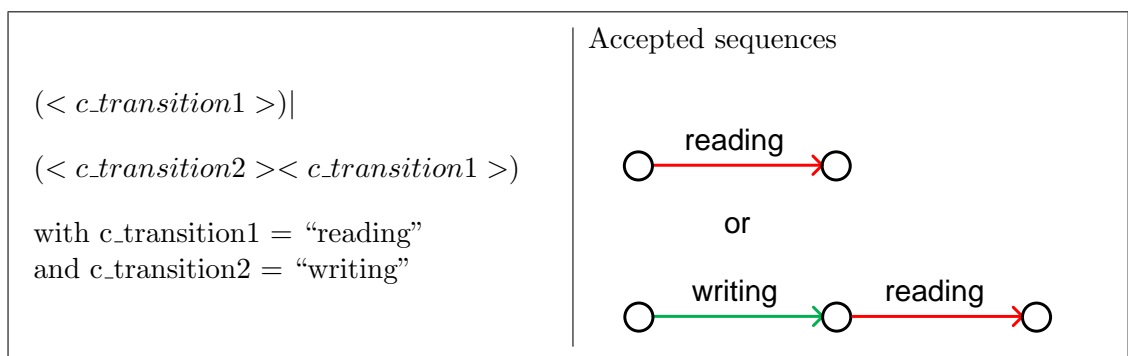 (< c_transition1 >)|
(< c_transition2 >< c_transition1 >)
with c_transition1 = “reading”
and c_transition2 = “writing”
Accepted sequences
reading
or
writing reading